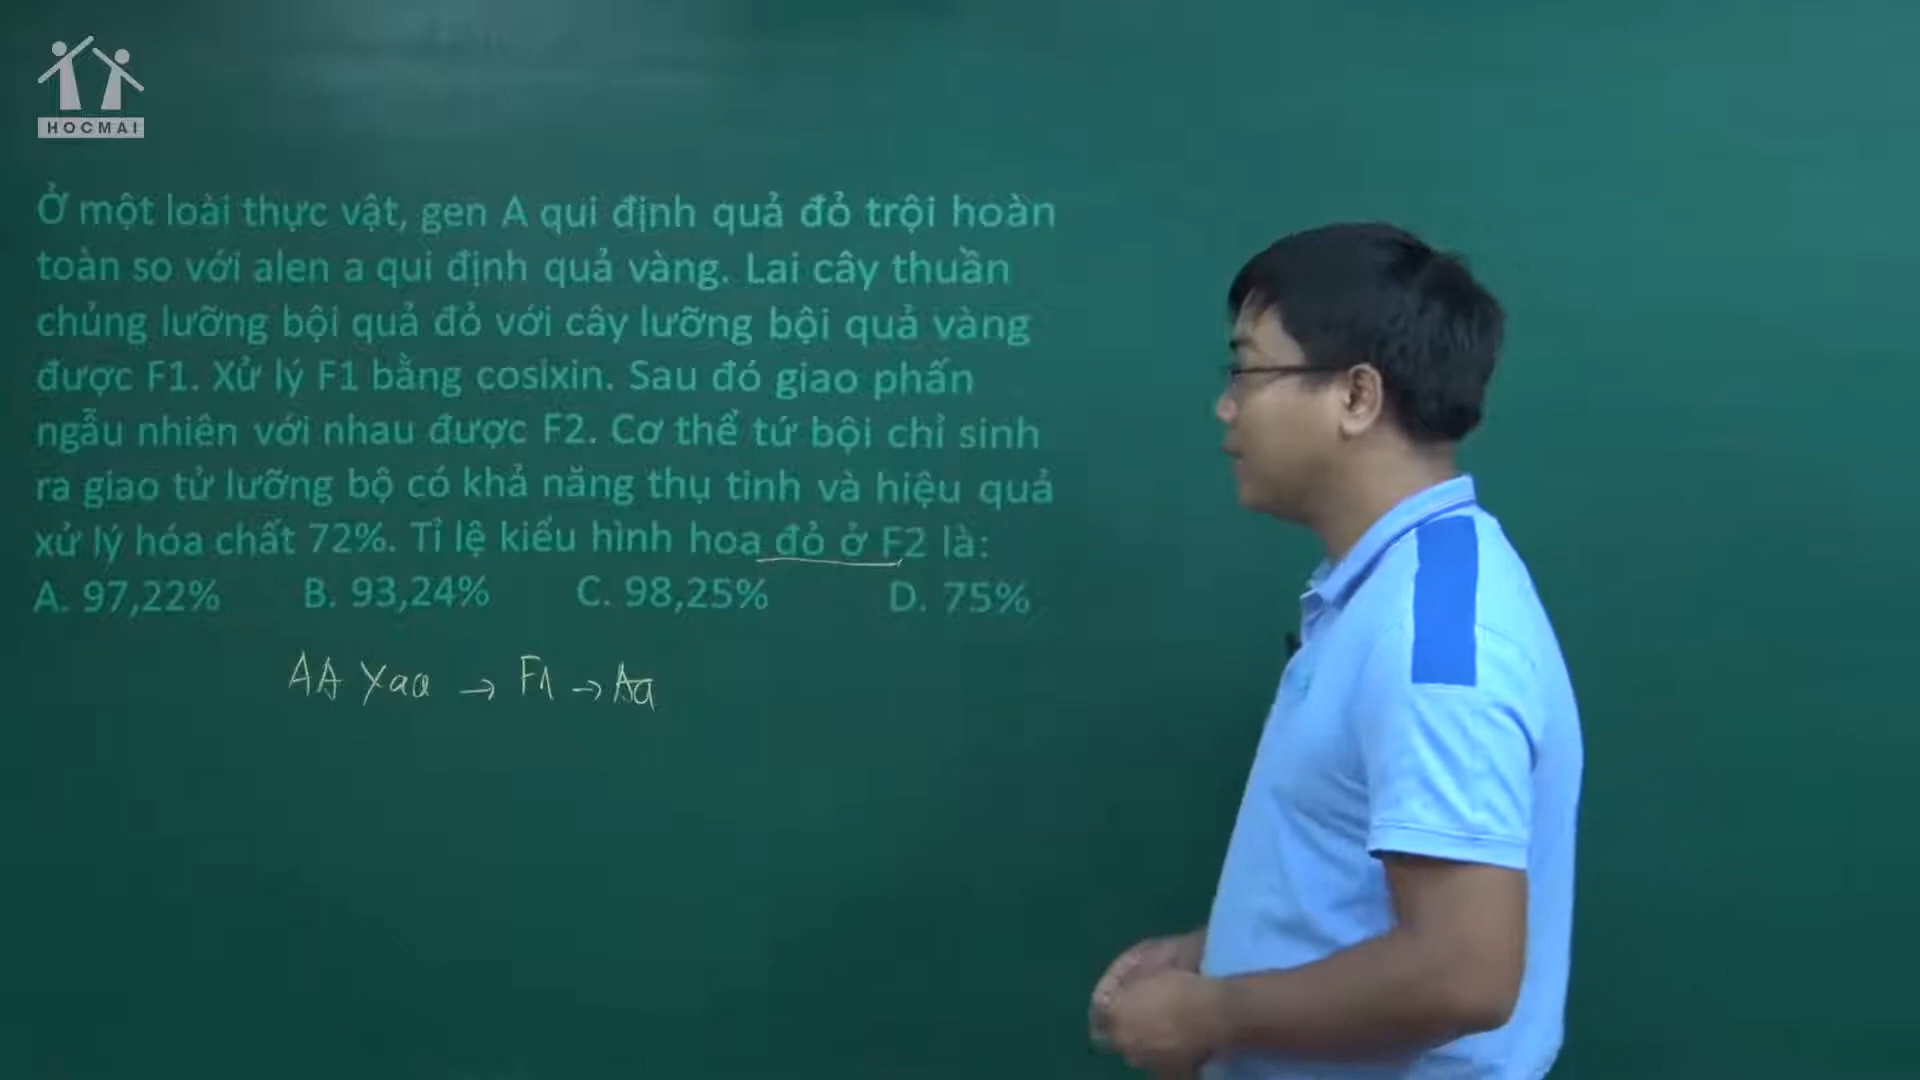 HOCMAI
Ở một loài thực vật, gen A qui định quả đỏ trội hoàn
toàn so với alen a qui định quả vàng. Lai cây thuần
chủng lưỡng bội quả đỏ với cây lưỡng bội quả vàng
được F1. Xử lý F1 bằng cosixin. Sau đó giao phấn
ngẫu nhiên với nhau được F2. Cơ thể tứ bội chỉ sinh
ra giao tử lưỡng bộ có khả năng thụ tinh và hiệu quả
xử lý hóa chất 72%. Tỉ lệ kiểu hình hoa đỏ ở F2 là:
A. 97,22% B. 93,24% C. 98,25% D. 75%
AA X aa → F1 → Aa